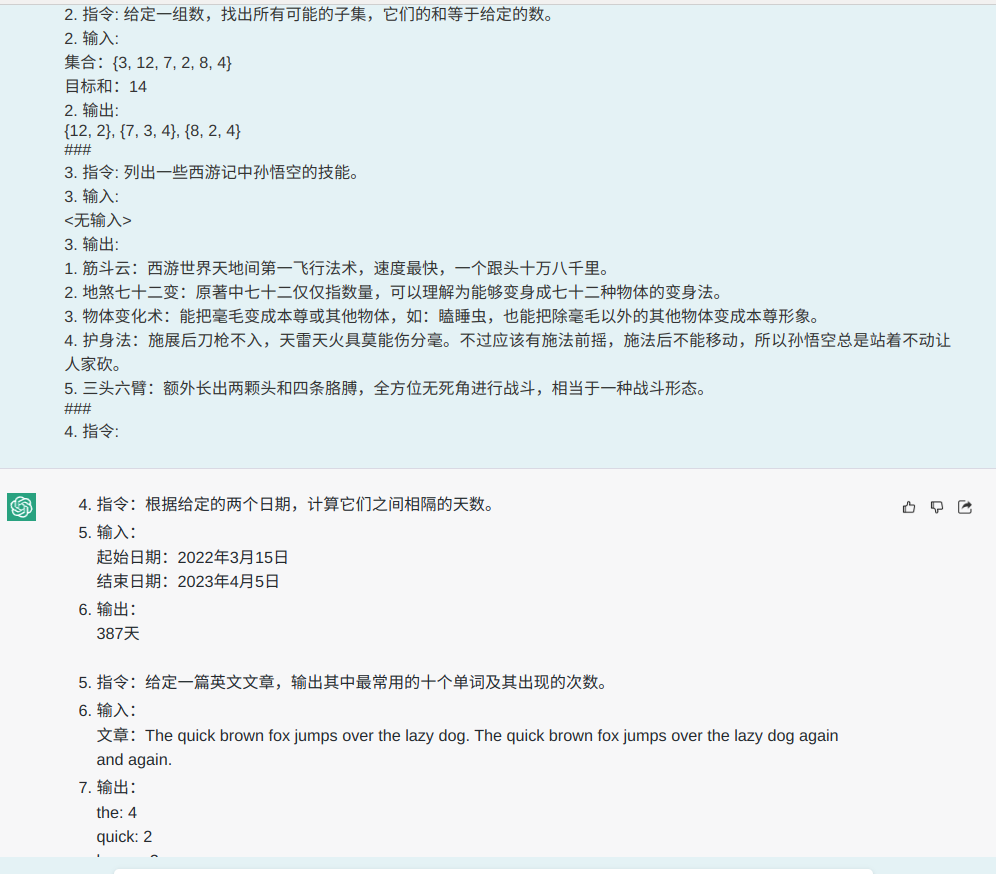 2. 指令: 给定一组数，找出所有可能的子集，它们的和等于给定的数。
2. 输入:
集合：{3, 12, 7, 2, 8, 4}
目标和：14
2. 输出:
{12, 2}, {7, 3, 4}, {8, 2, 4}
###
3. 指令: 列出一些西游记中孙悟空的技能。
3. 输入:
<无输入>
3. 输出:
1. 筋斗云：西游世界天地间第一飞行法术，速度最快，一个跟头十万八千里。
2. 地煞七十二变：原著中七十二仅仅指数量，可以理解为能够变身成七十二种物体的变身法。
3. 物体变化术：能把毫毛变成本尊或其他物体，如：瞌睡虫，也能把除毫毛以外的其他物体变成本尊形象。
4. 护身法：施展后刀枪不入，天雷天火具莫能伤分毫。不过应该有施法前摇，施法后不能移动，所以孙悟空总是站着不动让
人家砍。
5. 三头六臂：额外长出两颗头和四条胳膊，全方位无死角进行战斗，相当于一种战斗形态。
###
4. 指令:
4. 指令：根据给定的两个日期，计算它们之间相隔的天数。
5. 输入：
起始日期：2022年3月15日
结束日期：2023年4月5日
6. 输出：
387天
5. 指令：给定一篇英文文章，输出其中最常用的十个单词及其出现的次数。
6. 输入：
文章：The quick brown fox jumps over the lazy dog. The quick brown fox jumps over the lazy dog again
and again.
7. 输出：
the: 4
quick: 2